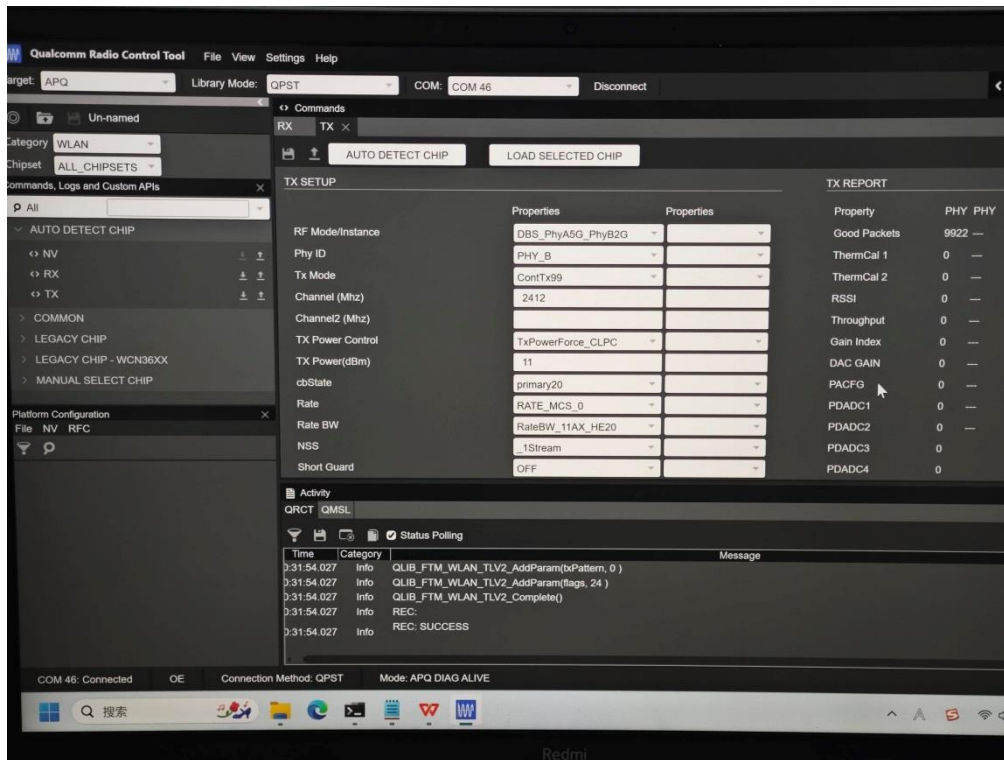 Qualcomm Radio Control Tool File View Settings Help
arget: APQ Library Mode: QPST COM: COM 46 Disconnect
Un-named
Category WLAN
Chipset ALL_CHIPSETS
Commands, Logs and Custom APIs
All
AUTO DETECT CHIP
<> NV
<> RX
<> TX
> COMMON
> LEGACY CHIP
> LEGACY CHIP - WCN36XX
> MANUAL SELECT CHIP
Platform Configuration
File NV RFC
<> Commands
RX TX
AUTO DETECT CHIP LOAD SELECTED CHIP
TX SETUP
Properties Properties
RF Mode/Instance DBS_PhyA5G_PhyB2G
Phy ID PHY_B
Tx Mode ContTx99
Channel (Mhz) 2412
Channel2 (Mhz)
TX Power Control TxPowerForce_CLPC
TX Power(dBm) 11
cbState primary20
Rate RATE_MCS_0
Rate BW RateBW_11AX_HE20
NSS _1Stream
Short Guard OFF
TX REPORT
Property PHY PHY
Good Packets 9922 ---
ThermCal 1 0 ---
ThermCal 2 0 ---
RSSI 0 ---
Throughput 0 ---
Gain Index 0 ---
DAC GAIN 0 ---
PACFG 0 ---
PDADC1 0 ---
PDADC2 0 ---
PDADC3 0
PDADC4 0
Activity
QRCT QMSL
Status Polling
Time Category Message
0:31:54.027 Info QLIB_FTM_WLAN_TLV2_AddParam(txPattern, 0 )
0:31:54.027 Info QLIB_FTM_WLAN_TLV2_AddParam(flags, 24 )
0:31:54.027 Info QLIB_FTM_WLAN_TLV2_Complete()
0:31:54.027 Info REC:
0:31:54.027 Info REC: SUCCESS
COM 46: Connected OE Connection Method: QPST Mode: APQ DIAG ALIVE
搜索
Redmi